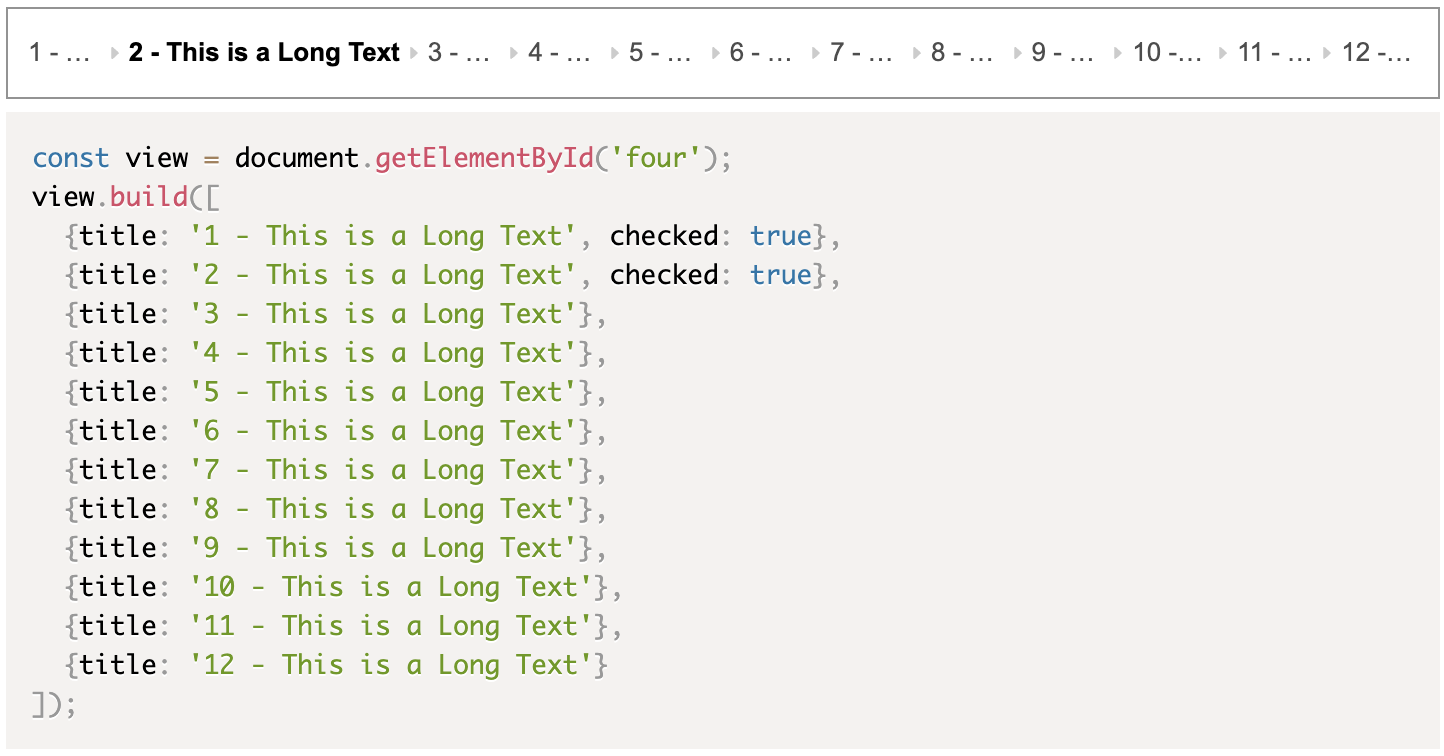 1 - … ▸ 2 - This is a Long Text ▸ 3 - … ▸ 4 - … ▸ 5 - … ▸ 6 - … ▸ 7 - … ▸ 8 - … ▸ 9 - … ▸ 10 -… ▸ 11 - … ▸ 12 -…
const view = document.getElementById('four');
view.build([
  {title: '1 - This is a Long Text', checked: true},
  {title: '2 - This is a Long Text', checked: true},
  {title: '3 - This is a Long Text'},
  {title: '4 - This is a Long Text'},
  {title: '5 - This is a Long Text'},
  {title: '6 - This is a Long Text'},
  {title: '7 - This is a Long Text'},
  {title: '8 - This is a Long Text'},
  {title: '9 - This is a Long Text'},
  {title: '10 - This is a Long Text'},
  {title: '11 - This is a Long Text'},
  {title: '12 - This is a Long Text'}
]);